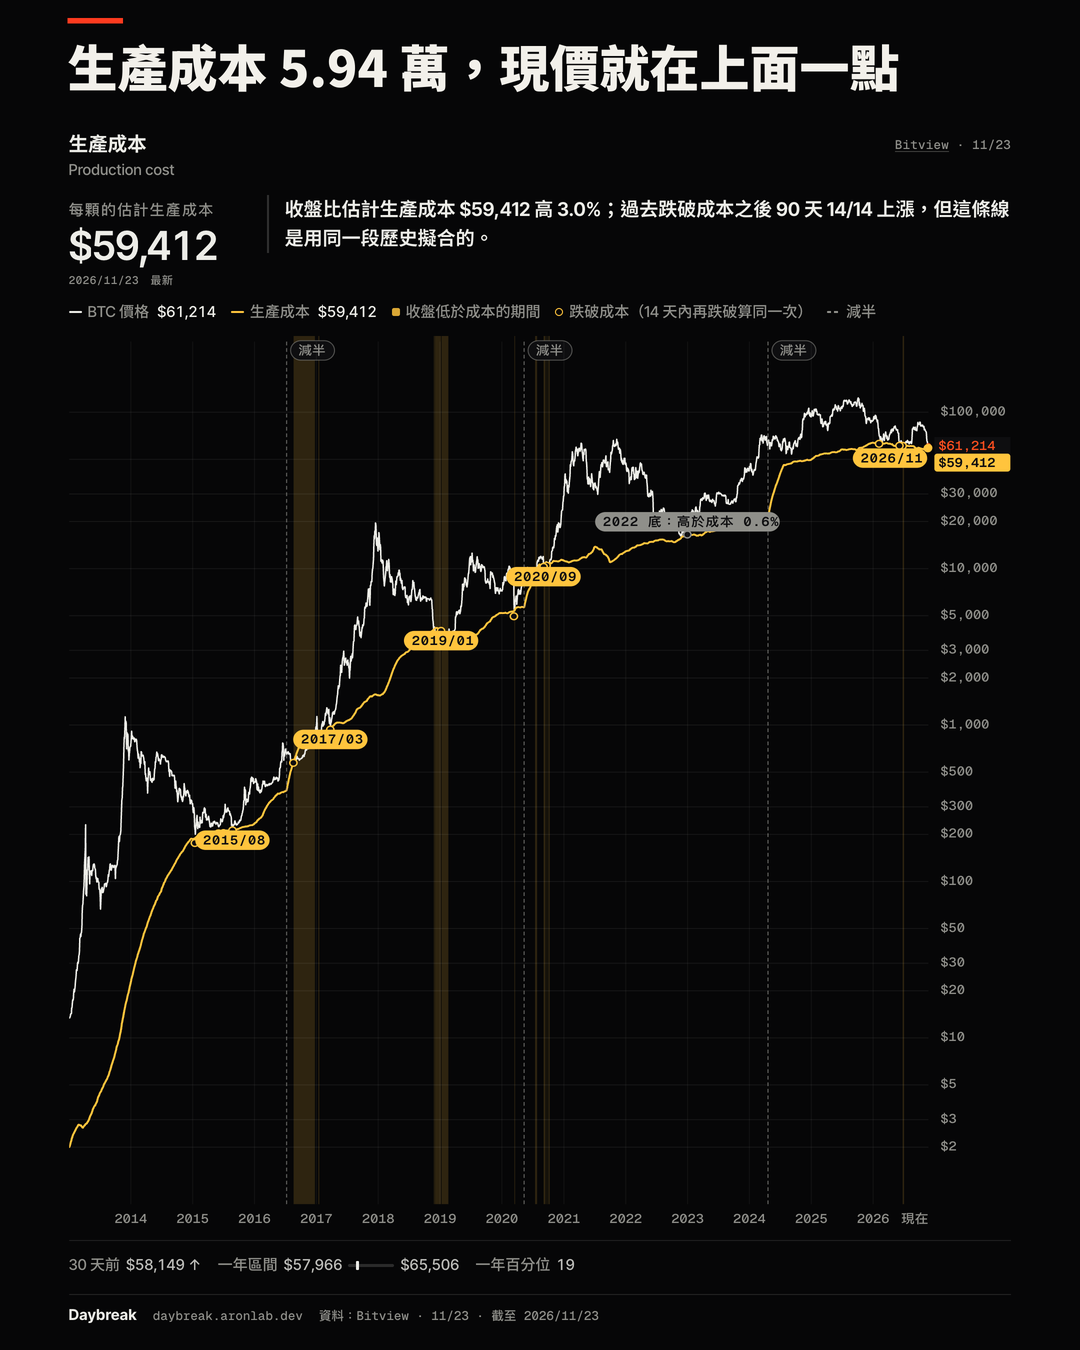 生產成本 5.94 萬，現價就在上面一點
生產成本
Bitview · 11/23
Production cost
每顆的估計生產成本
$59,412
2026/11/23 最新
收盤比估計生產成本 $59,412 高 3.0%；過去跌破成本之後 90 天 14/14 上漲，但這條線
是用同一段歷史擬合的。
BTC 價格 $61,214 生產成本 $59,412 收盤低於成本的期間 跌破成本（14 天內再跌破算同一次） 減半
減半 減半 減半
$100,000
$61,214
2026/11
$59,412
$30,000
2022 底：高於成本 0.6%
$20,000
$10,000
2020/09
$5,000
2019/01
$3,000
$2,000
$1,000
2017/03
$500
$300
$200
2015/08
$100
$50
$30
$20
$10
$5
$3
$2
2014 2015 2016 2017 2018 2019 2020 2021 2022 2023 2024 2025 2026 現在
30 天前 $58,149 ↑ 一年區間 $57,966 $65,506 一年百分位 19
Daybreak daybreak.aronlab.dev 資料：Bitview · 11/23 · 截至 2026/11/23